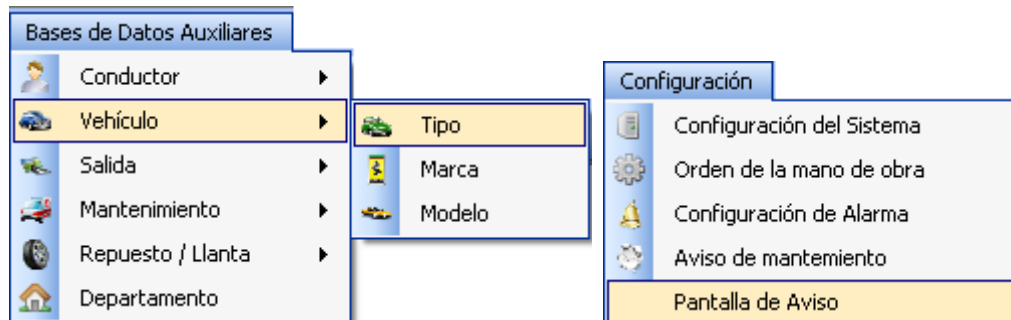 Bases de Datos Auxiliares
Conductor
Vehículo
Salida
Mantenimiento
Repuesto / Llanta
Departamento
Tipo
Marca
Modelo
Configuración
Configuración del Sistema
Orden de la mano de obra
Configuración de Alarma
Aviso de mantemiento
Pantalla de Aviso